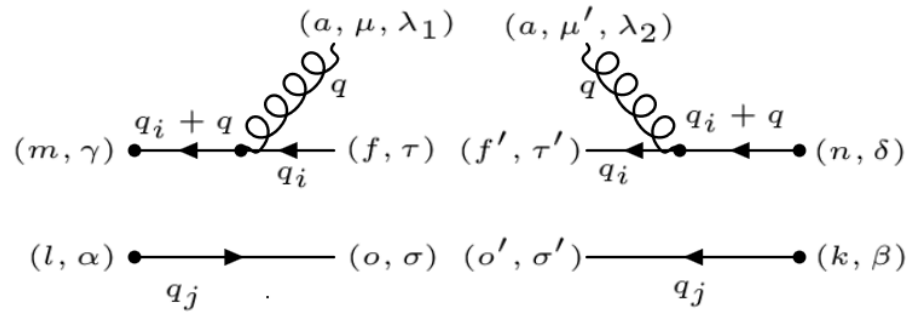 (a, μ, λ₁) (a, μ′, λ₂)
q q
qᵢ + q qᵢ + q
(m, γ) (f, τ) (f′, τ′) (n, δ)
qᵢ qᵢ
(l, α) (o, σ) (o′, σ′) (k, β)
qⱼ qⱼ